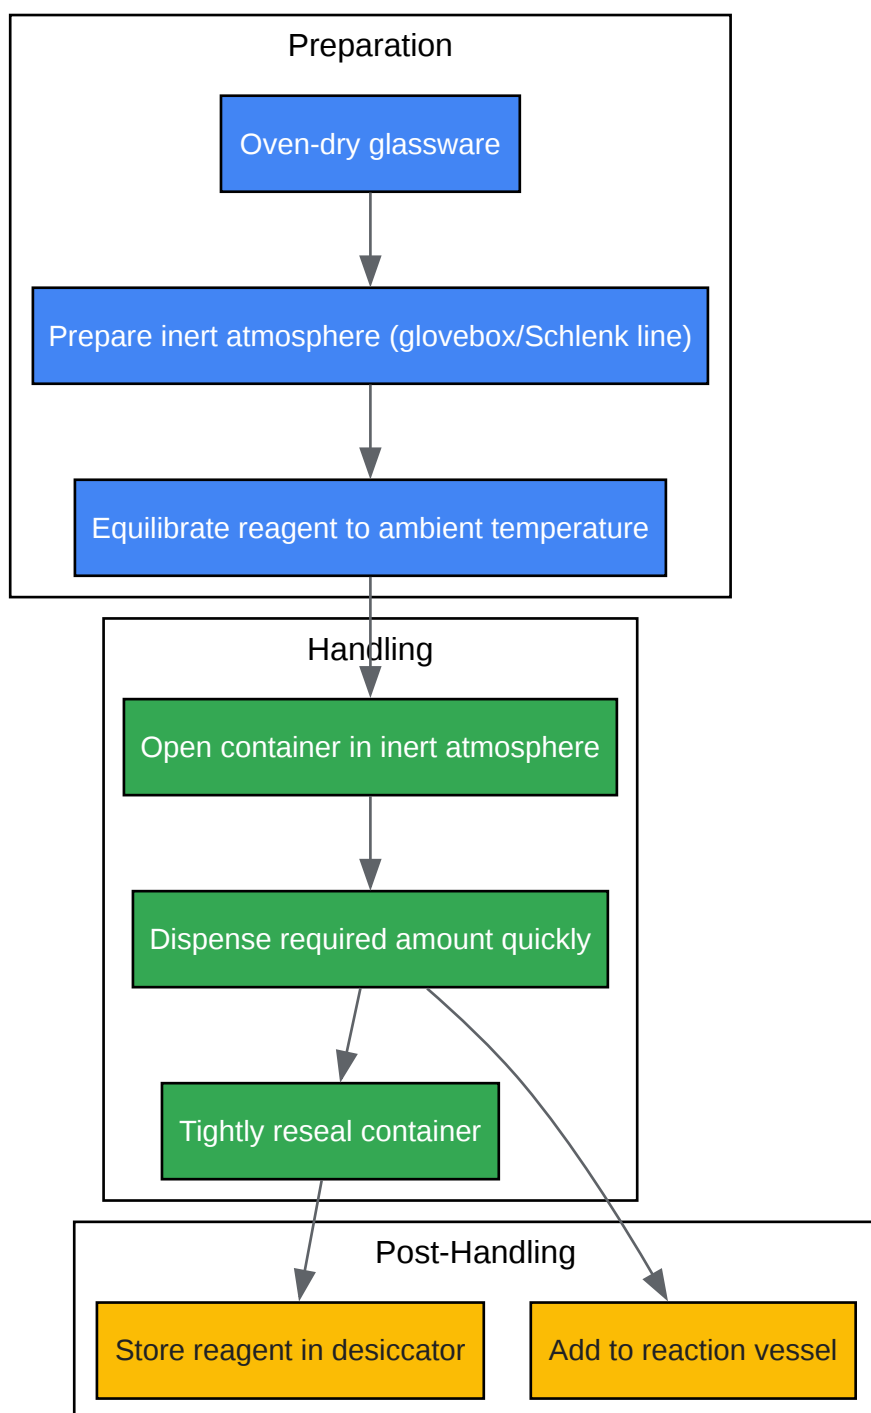 Preparation
Oven-dry glassware
Prepare inert atmosphere (glovebox/Schlenk line)
Equilibrate reagent to ambient temperature
Handling
Open container in inert atmosphere
Dispense required amount quickly
Tightly reseal container
Post-Handling
Store reagent in desiccator
Add to reaction vessel